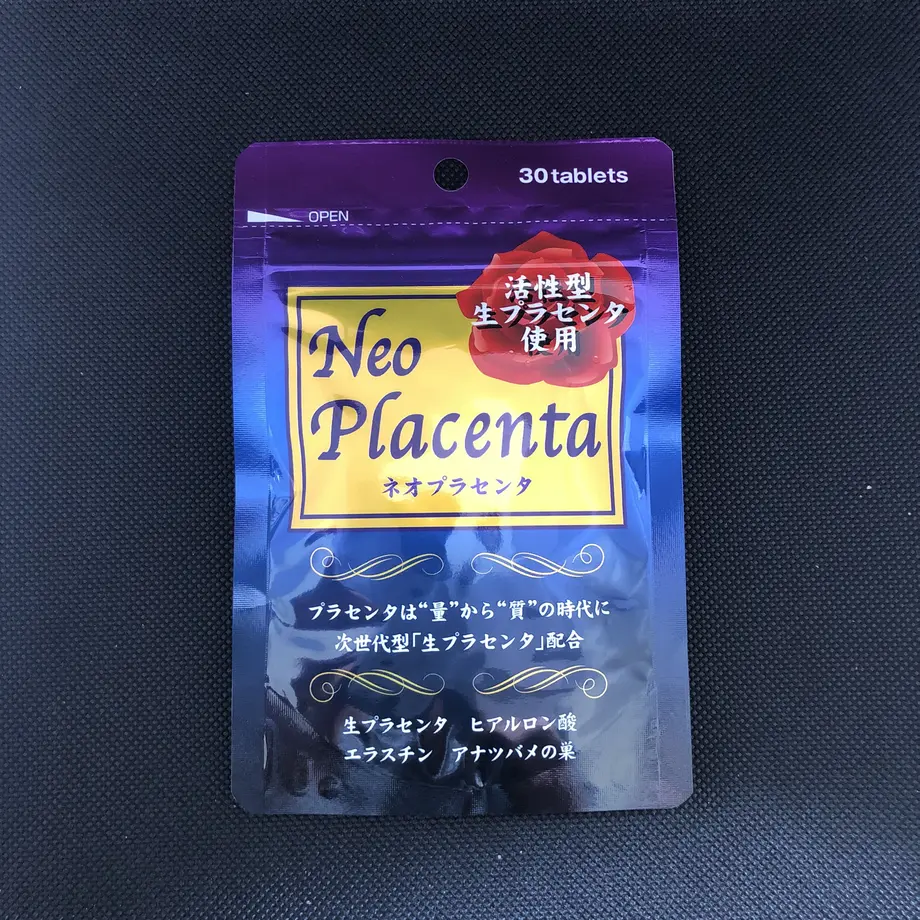 30tablets
OPEN
活性型
生プラセンタ
使用
Neo
Placenta
ネオプラセンタ
プラセンタは“量”から“質”の時代に
次世代型「生プラセンタ」配合
生プラセンタ ヒアルロン酸
エラスチン アナツバメの巣